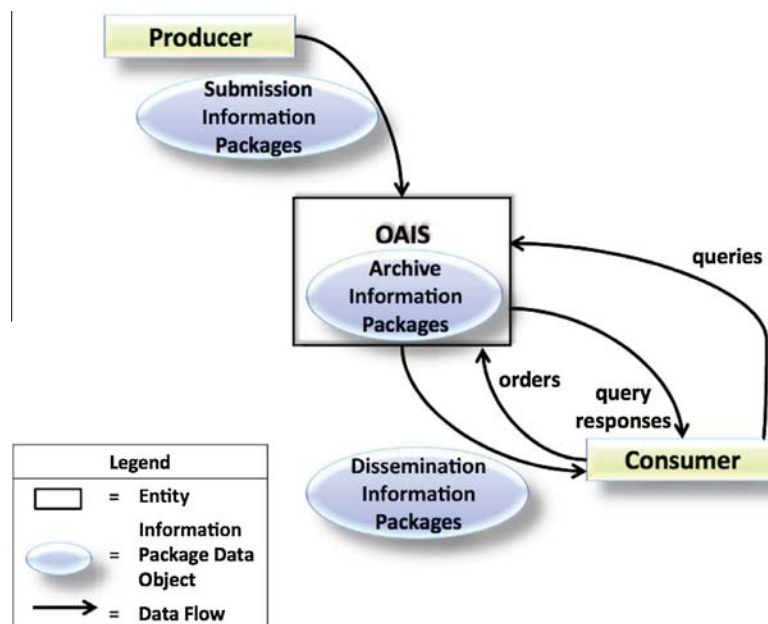 Producer
Submission
Information
Packages
OAIS
Archive
Information
Packages
queries
orders
query
responses
Consumer
Dissemination
Information
Packages
Legend
= Entity
Information
= Package Data
Object
= Data Flow